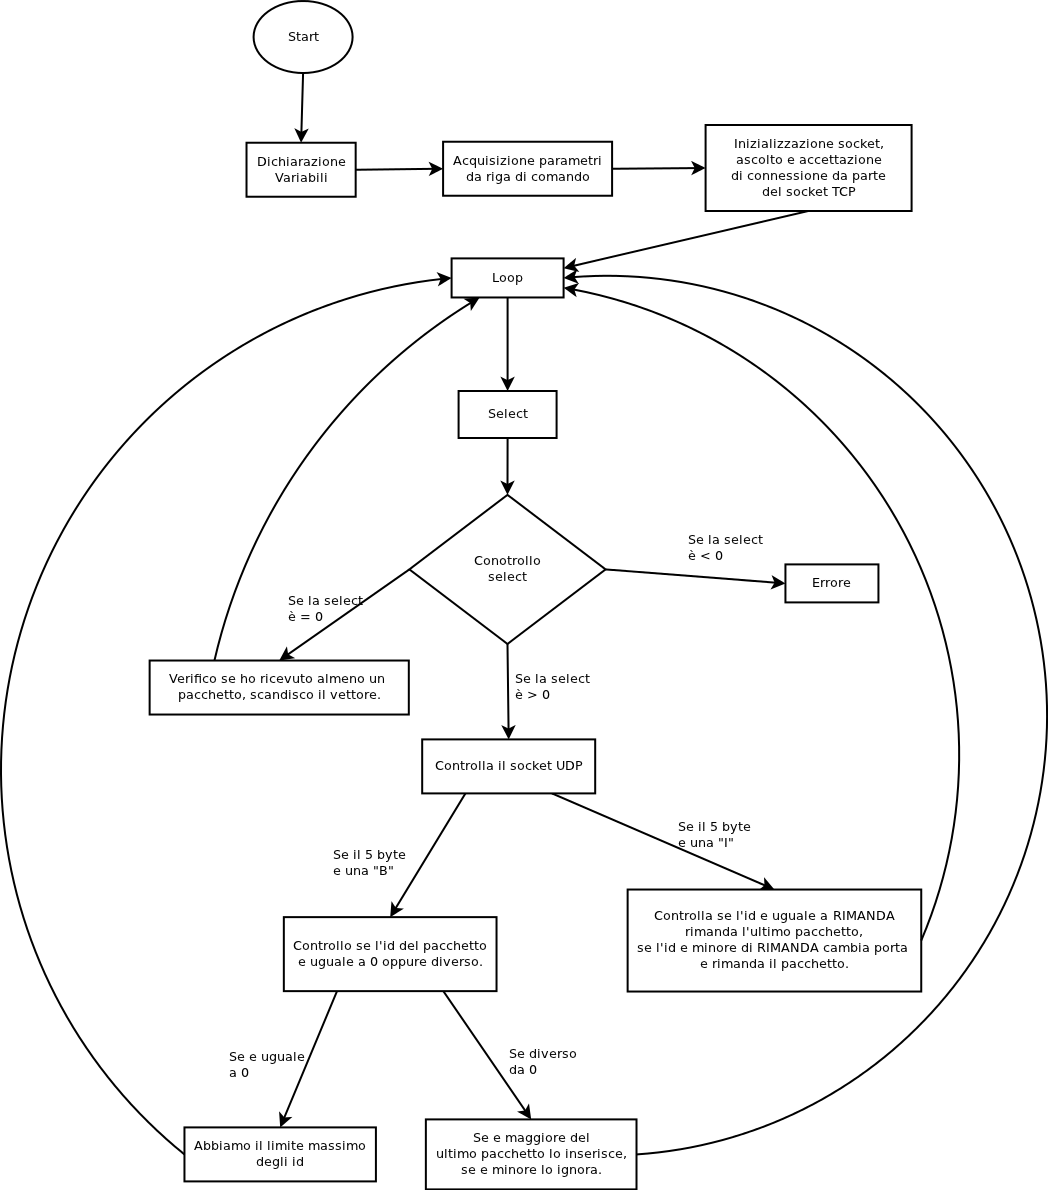 Start
Dichiarazione
Variabili
Acquisizione parametri
da riga di comando
Inizializzazione socket,
ascolto e accettazione
di connessione da parte
del socket TCP
Loop
Select
Conotrollo
select
Se la select
è < 0
Errore
Se la select
è = 0
Verifico se ho ricevuto almeno un
pacchetto, scandisco il vettore.
Se la select
è > 0
Controlla il socket UDP
Se il 5 byte
e una "B"
Se il 5 byte
e una "I"
Controllo se l'id del pacchetto
e uguale a 0 oppure diverso.
Controlla se l'id e uguale a RIMANDA
rimanda l'ultimo pacchetto,
se l'id e minore di RIMANDA cambia porta
e rimanda il pacchetto.
Se e uguale
a 0
Se diverso
da 0
Abbiamo il limite massimo
degli id
Se e maggiore del
ultimo pacchetto lo inserisce,
se e minore lo ignora.